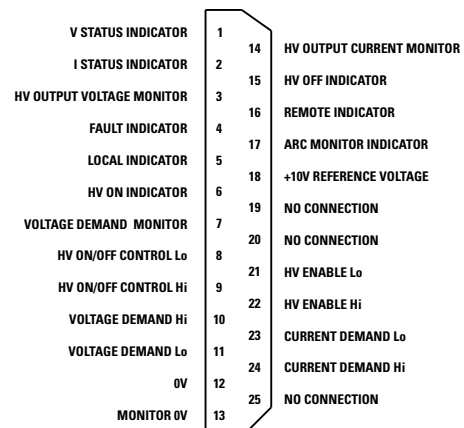 V STATUS INDICATOR 1
I STATUS INDICATOR 2
HV OUTPUT VOLTAGE MONITOR 3
FAULT INDICATOR 4
LOCAL INDICATOR 5
HV ON INDICATOR 6
VOLTAGE DEMAND MONITOR 7
HV ON/OFF CONTROL Lo 8
HV ON/OFF CONTROL Hi 9
VOLTAGE DEMAND Hi 10
VOLTAGE DEMAND Lo 11
0V 12
MONITOR 0V 13
14 HV OUTPUT CURRENT MONITOR
15 HV OFF INDICATOR
16 REMOTE INDICATOR
17 ARC MONITOR INDICATOR
18 +10V REFERENCE VOLTAGE
19 NO CONNECTION
20 NO CONNECTION
21 HV ENABLE Lo
22 HV ENABLE Hi
23 CURRENT DEMAND Lo
24 CURRENT DEMAND Hi
25 NO CONNECTION